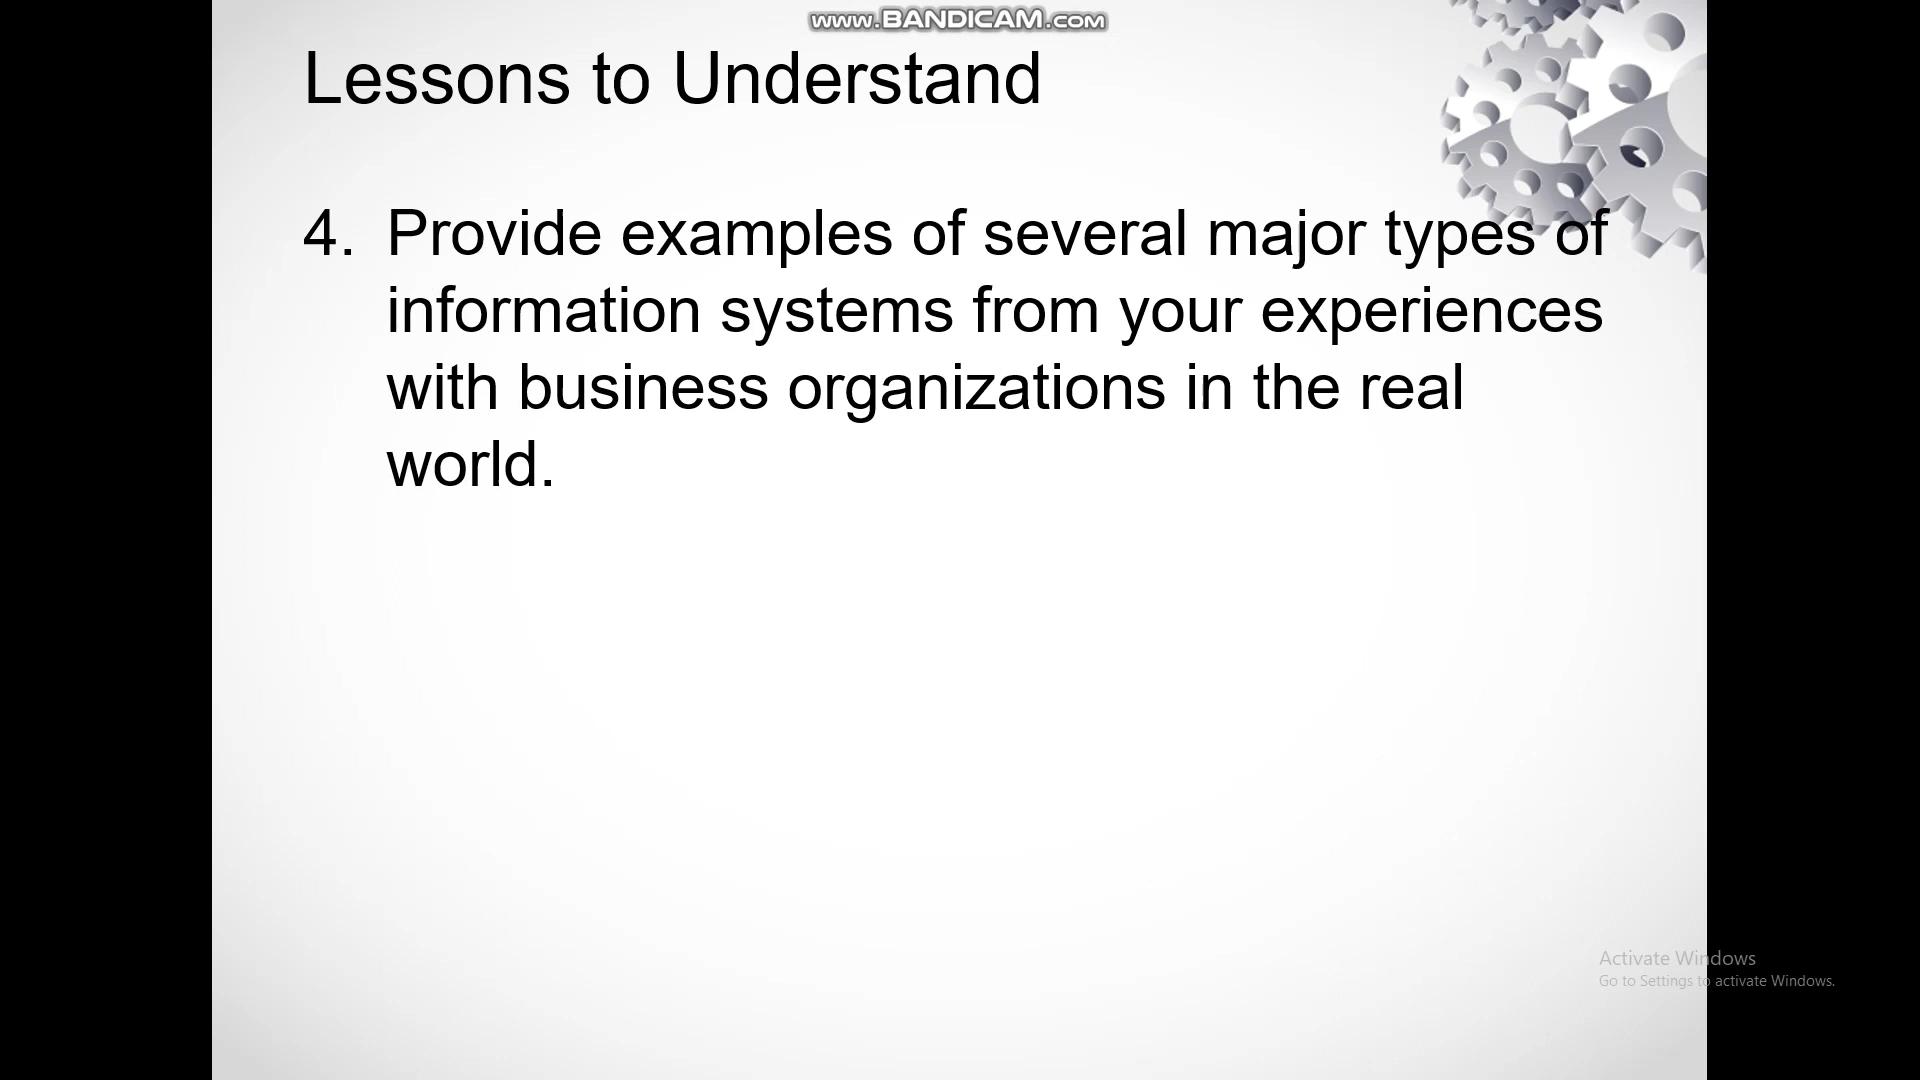 www.BANDICAM.com
Lessons to Understand
4. Provide examples of several major types of
information systems from your experiences
with business organizations in the real
world.
Activate Windows
Go to Settings to activate Windows.